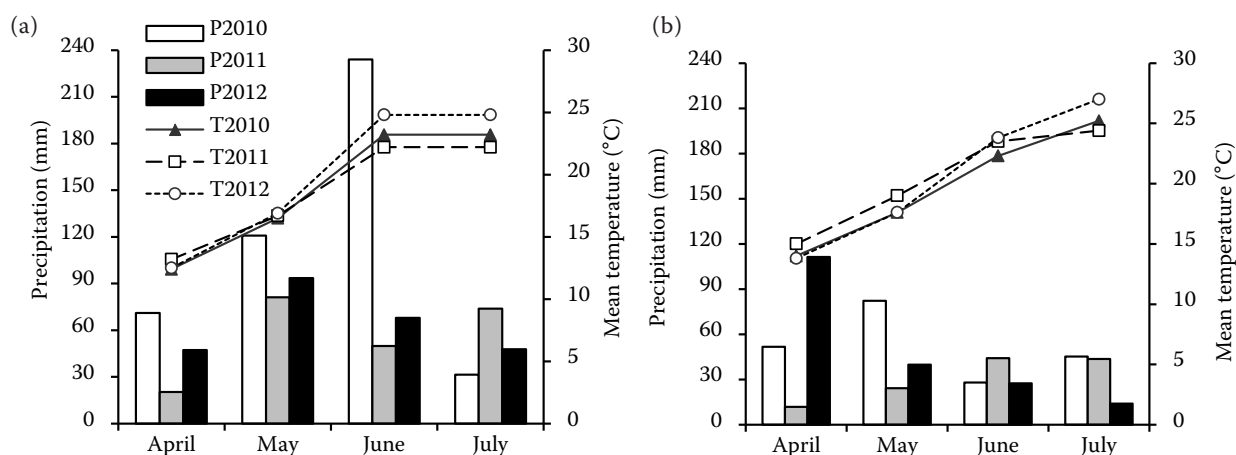 (a)
P2010
P2011
P2012
T2010
T2011
T2012
Precipitation (mm)
240
210
180
150
120
90
60
30
0
30
25
20
15
10
5
0
Mean temperature (°C)
April May June July
(b)
Precipitation (mm)
240
210
180
150
120
90
60
30
0
30
25
20
15
10
5
0
Mean temperature (°C)
April May June July